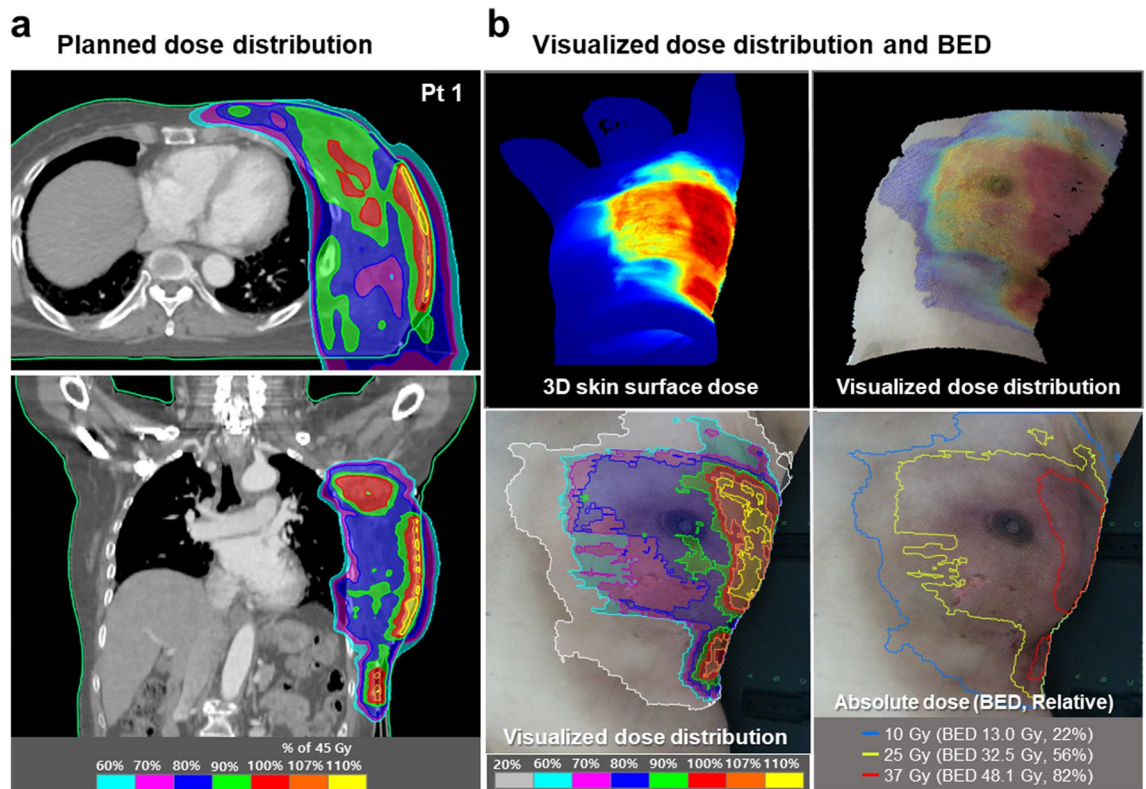 a Planned dose distribution
Pt 1
% of 45 Gy
60% 70% 80% 90% 100% 107% 110%
b Visualized dose distribution and BED
3D skin surface dose
Visualized dose distribution
Visualized dose distribution
20% 60% 70% 80% 90% 100% 107% 110%
Absolute dose (BED, Relative)
10 Gy (BED 13.0 Gy, 22%)
25 Gy (BED 32.5 Gy, 56%)
37 Gy (BED 48.1 Gy, 82%)